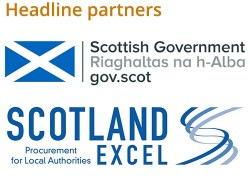 Headline partners
Scottish Government
Riaghaltas na h-Alba
gov.scot
SCOTLAND
EXCEL
Procurement
for Local Authorities